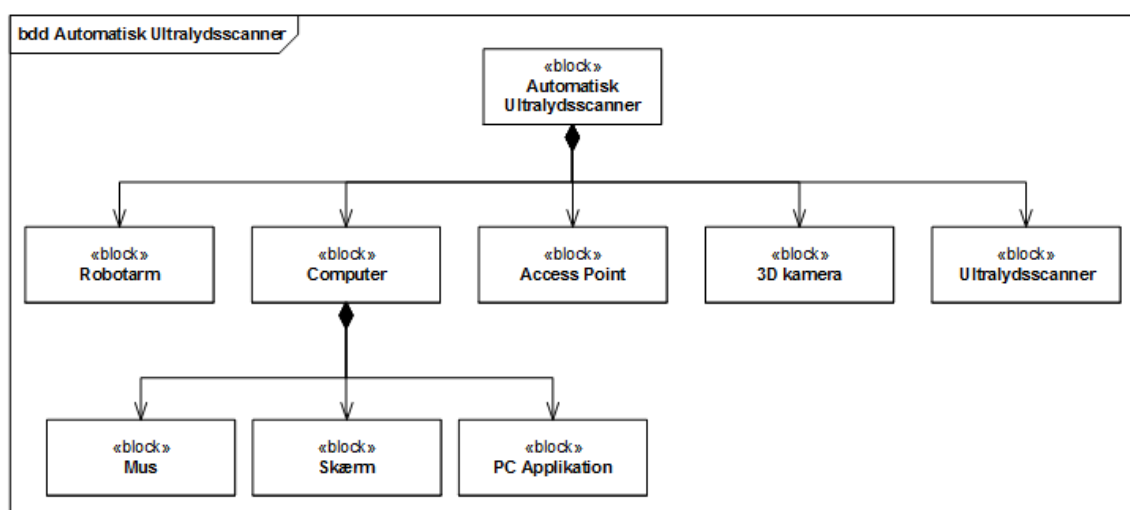 bdd Automatisk Ultralydsscanner
«block»
Automatisk
Ultralydsscanner
«block»
Robotarm
«block»
Computer
«block»
Access Point
«block»
3D kamera
«block»
Ultralydsscanner
«block»
Mus
«block»
Skærm
«block»
PC Applikation